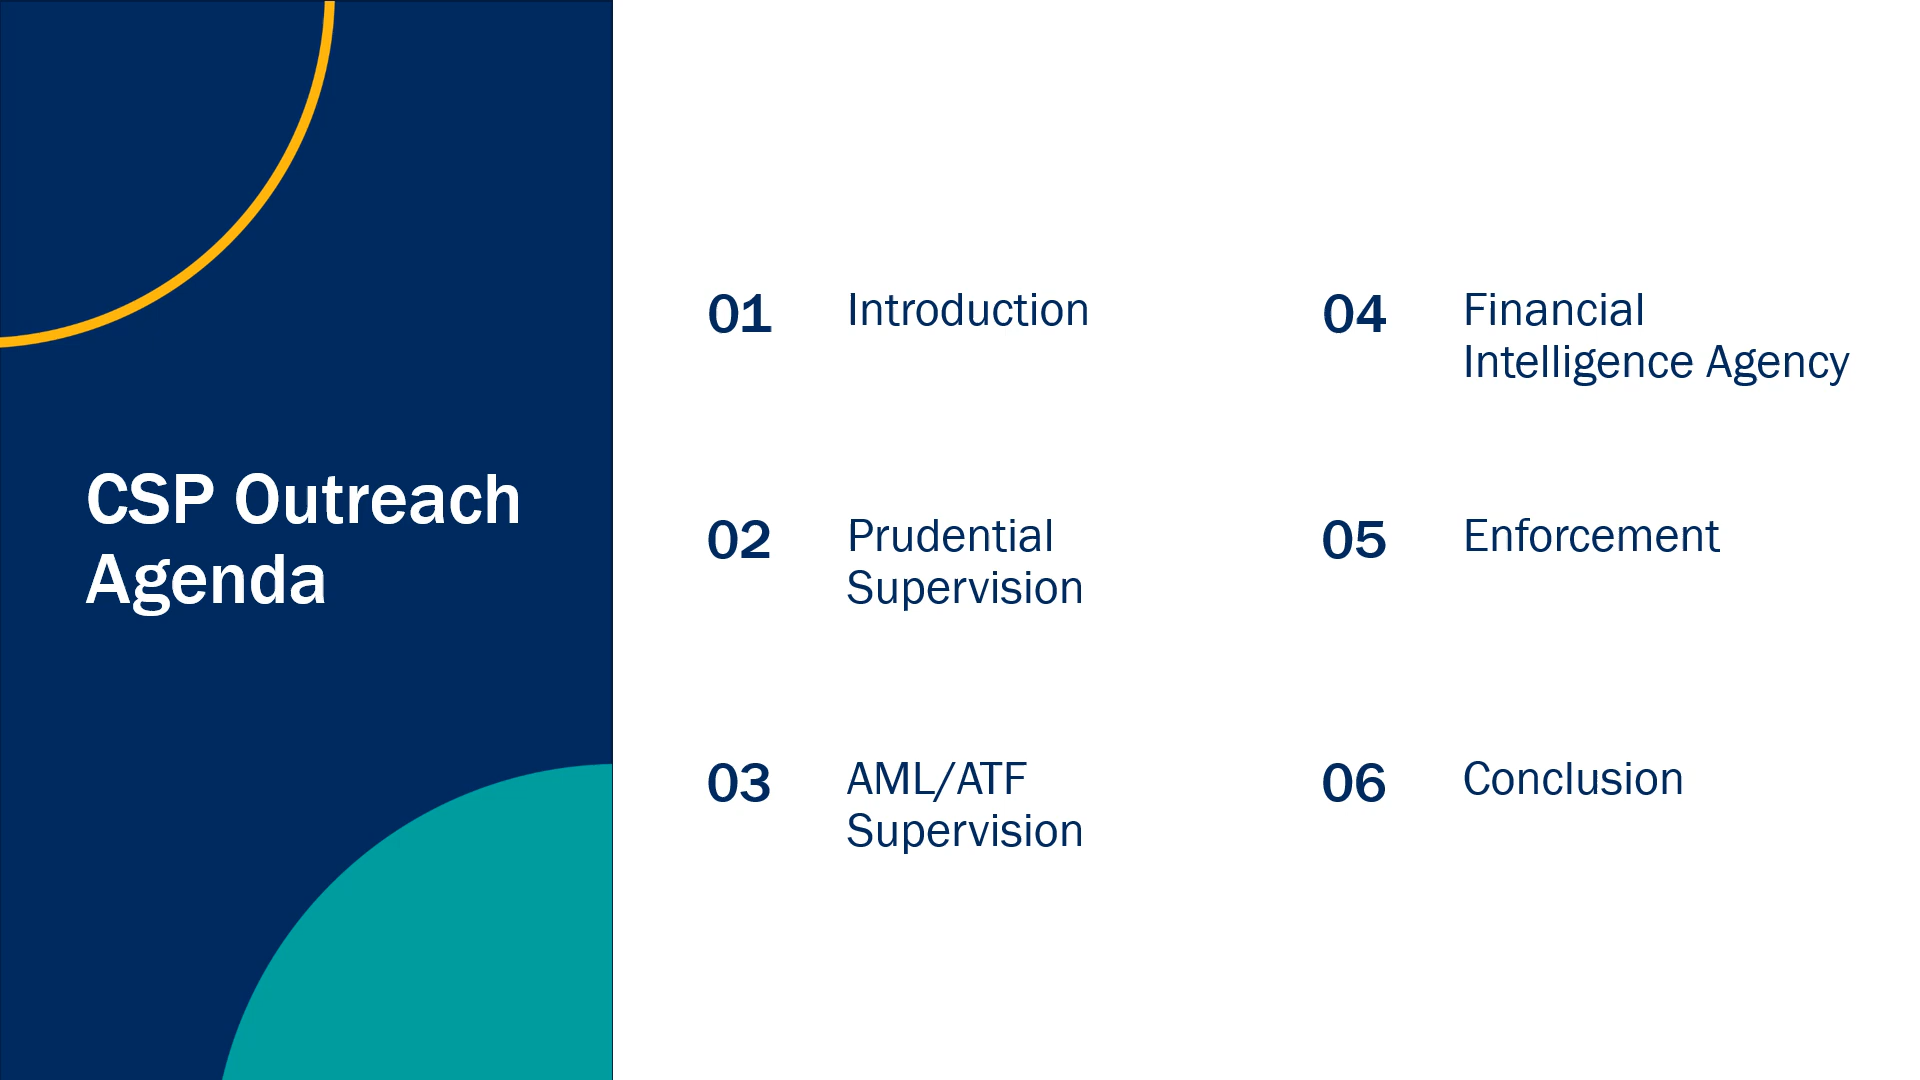 CSP Outreach
Agenda
01
Introduction
02
Prudential
Supervision
03
AML/ATF
Supervision
04
Financial
Intelligence Agency
05
Enforcement
06
Conclusion